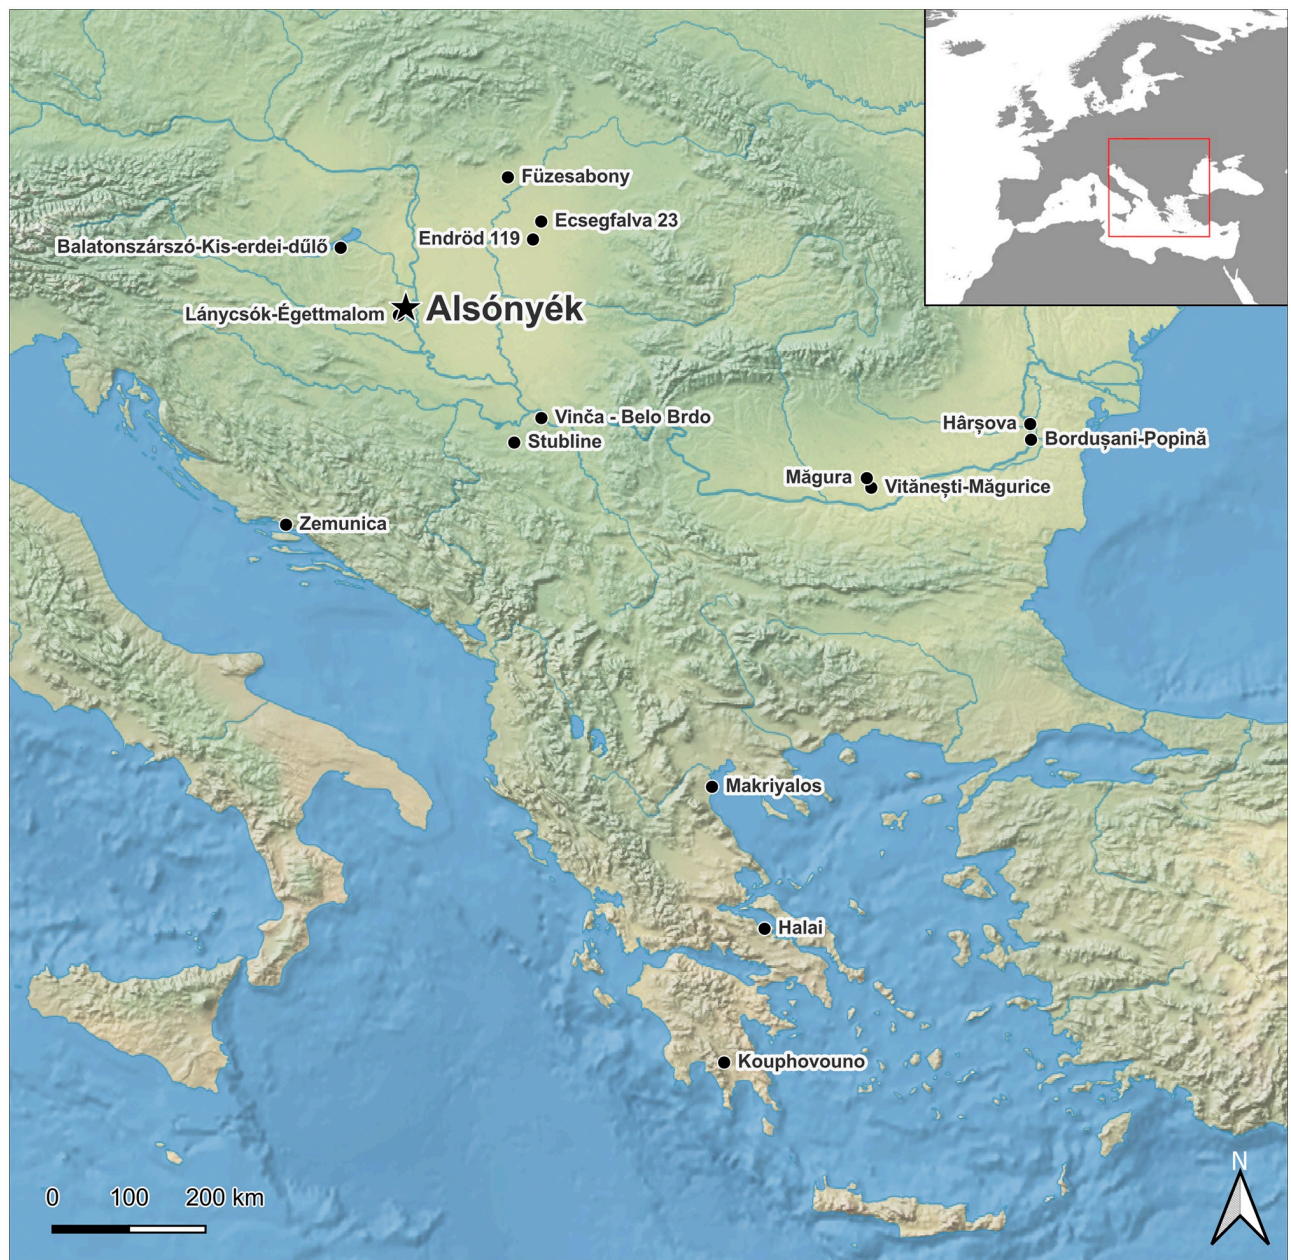 Füzesabony
Ecsegfalva 23
Endröd 119
Balatonszárszó-Kis-erdei-dűlő
Alsónyék
Lánycsók-Égettmalom
Vinča - Belo Brdo
Stubline
Hârșova
Bordușani-Popină
Măgura
Vitănești-Măgurice
Zemunica
Makriyalos
Halai
Kouphovouno
N
0 100 200 km